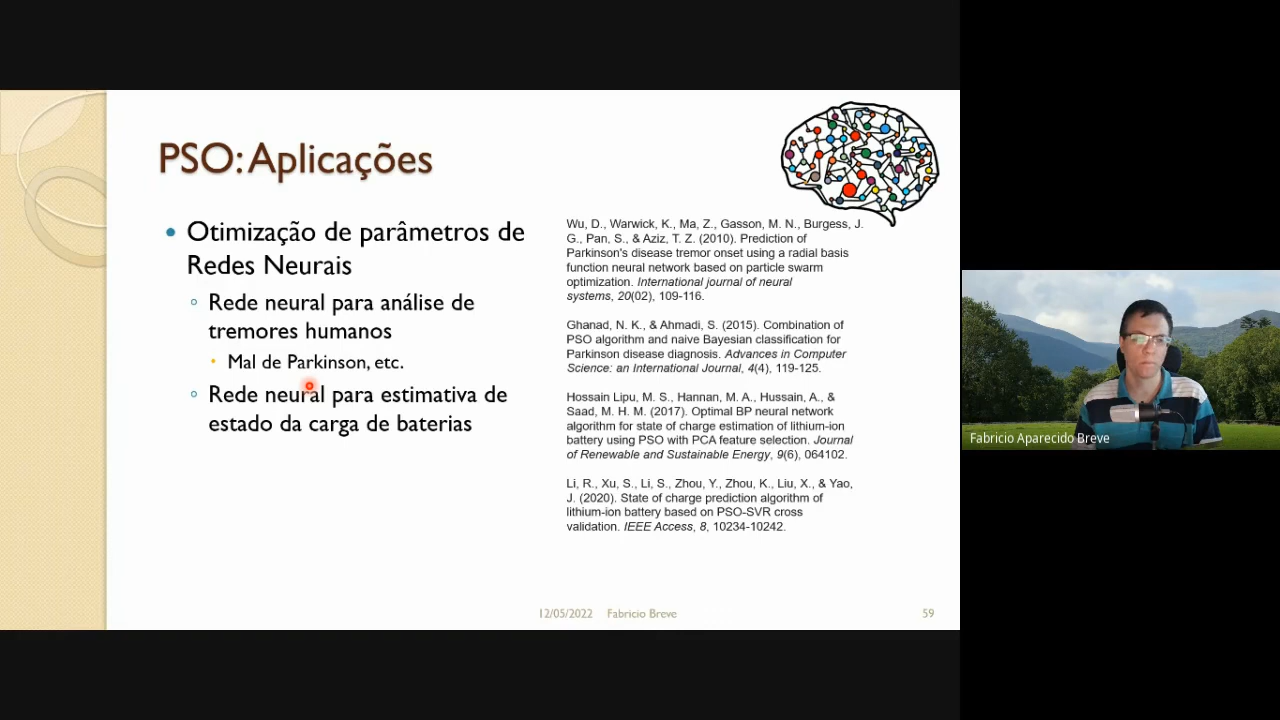 PSO: Aplicações
Otimização de parâmetros de
Redes Neurais
Rede neural para análise de
tremores humanos
Mal de Parkinson, etc.
Rede neural para estimativa de
estado da carga de baterias
Wu, D., Warwick, K., Ma, Z., Gasson, M. N., Burgess, J.
G., Pan, S., & Aziz, T. Z. (2010). Prediction of
Parkinson's disease tremor onset using a radial basis
function neural network based on particle swarm
optimization. International journal of neural
systems, 20(02), 109-116.
Ghanad, N. K., & Ahmadi, S. (2015). Combination of
PSO algorithm and naive Bayesian classification for
Parkinson disease diagnosis. Advances in Computer
Science: an International Journal, 4(4), 119-125.
Hossain Lipu, M. S., Hannan, M. A., Hussain, A., &
Saad, M. H. M. (2017). Optimal BP neural network
algorithm for state of charge estimation of lithium-ion
battery using PSO with PCA feature selection. Journal
of Renewable and Sustainable Energy, 9(6), 064102.
Li, R., Xu, S., Li, S., Zhou, Y., Zhou, K., Liu, X., & Yao,
J. (2020). State of charge prediction algorithm of
lithium-ion battery based on PSO-SVR cross
validation. IEEE Access, 8, 10234-10242.
12/05/2022 Fabricio Breve 59
Fabricio Aparecido Breve